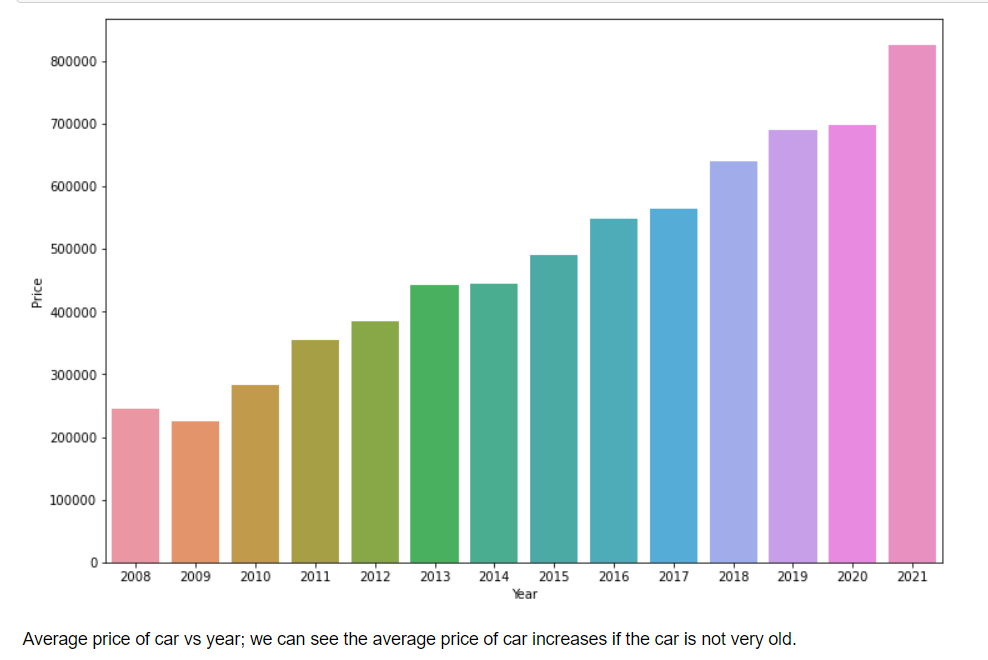 800000
700000
600000
500000
400000
300000
200000
100000
0
Price
2008 2009 2010 2011 2012 2013 2014 2015 2016 2017 2018 2019 2020 2021
Year
Average price of car vs year; we can see the average price of car increases if the car is not very old.